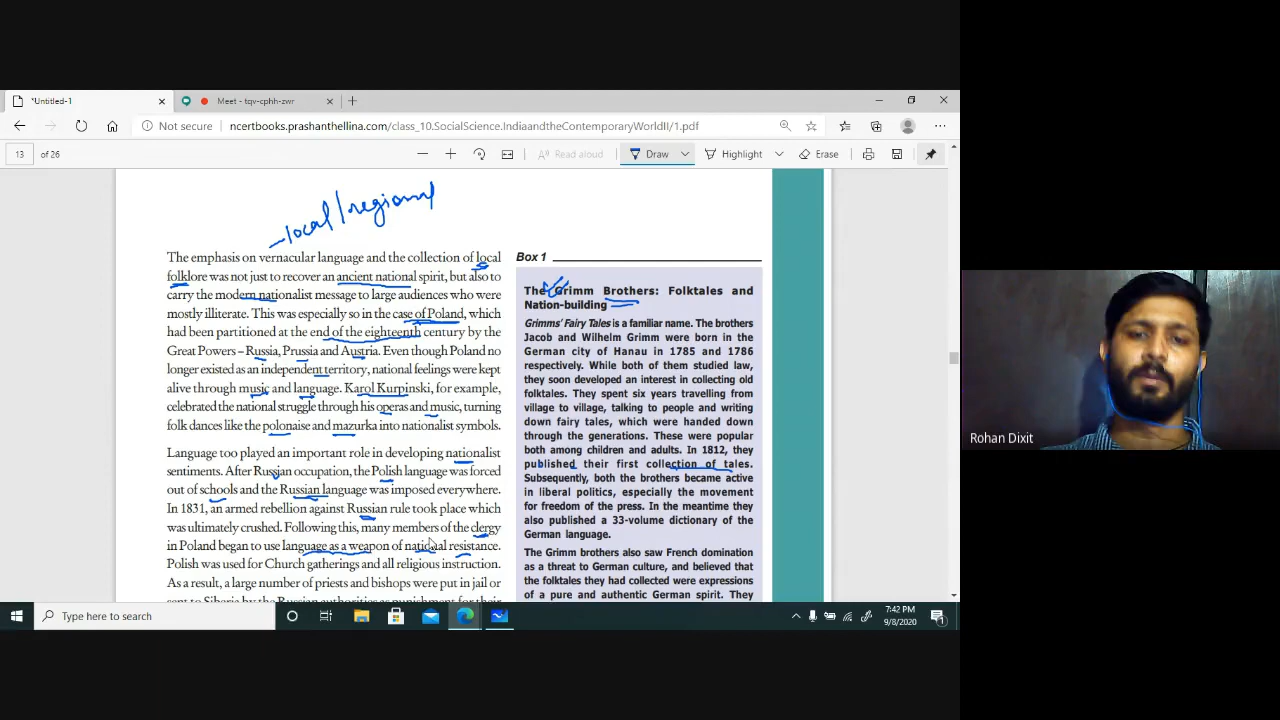 *Untitled-1
Meet - tqv-cphh-zwr
Not secure
ncertbooks.prashanthellina.com/class_10.SocialScience.IndiaandtheContemporaryWorldII/1.pdf
13 of 26
Read aloud
Draw
Highlight
Erase
local/regional
The emphasis on vernacular language and the collection of local
folklore was not just to recover an ancient national spirit, but also to
carry the modern nationalist message to large audiences who were
mostly illiterate. This was especially so in the case of Poland, which
had been partitioned at the end of the eighteenth century by the
Great Powers – Russia, Prussia and Austria. Even though Poland no
longer existed as an independent territory, national feelings were kept
alive through music and language. Karol Kurpinski, for example,
celebrated the national struggle through his operas and music, turning
folk dances like the polonaise and mazurka into nationalist symbols.
Language too played an important role in developing nationalist
sentiments. After Russian occupation, the Polish language was forced
out of schools and the Russian language was imposed everywhere.
In 1831, an armed rebellion against Russian rule took place which
was ultimately crushed. Following this, many members of the clergy
in Poland began to use language as a weapon of national resistance.
Polish was used for Church gatherings and all religious instruction.
As a result, a large number of priests and bishops were put in jail or
sent to Siberia by the Russian authorities as punishment for their
Box 1
The Grimm Brothers: Folktales and
Nation-building
Grimms' Fairy Tales is a familiar name. The brothers
Jacob and Wilhelm Grimm were born in the
German city of Hanau in 1785 and 1786
respectively. While both of them studied law,
they soon developed an interest in collecting old
folktales. They spent six years travelling from
village to village, talking to people and writing
down fairy tales, which were handed down
through the generations. These were popular
both among children and adults. In 1812, they
published their first collection of tales.
Subsequently, both the brothers became active
in liberal politics, especially the movement
for freedom of the press. In the meantime they
also published a 33-volume dictionary of the
German language.
The Grimm brothers also saw French domination
as a threat to German culture, and believed that
the folktales they had collected were expressions
of a pure and authentic German spirit. They
Rohan Dixit
Type here to search
7:42 PM
9/8/2020
1